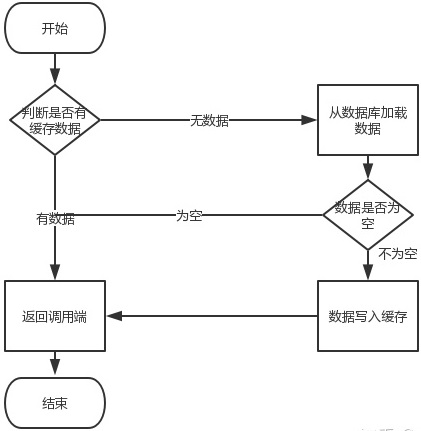 开始
判断是否有
缓存数据
无数据
从数据库加载
数据
有数据
为空
数据是否为
空
不为空
返回调用端
数据写入缓存
结束